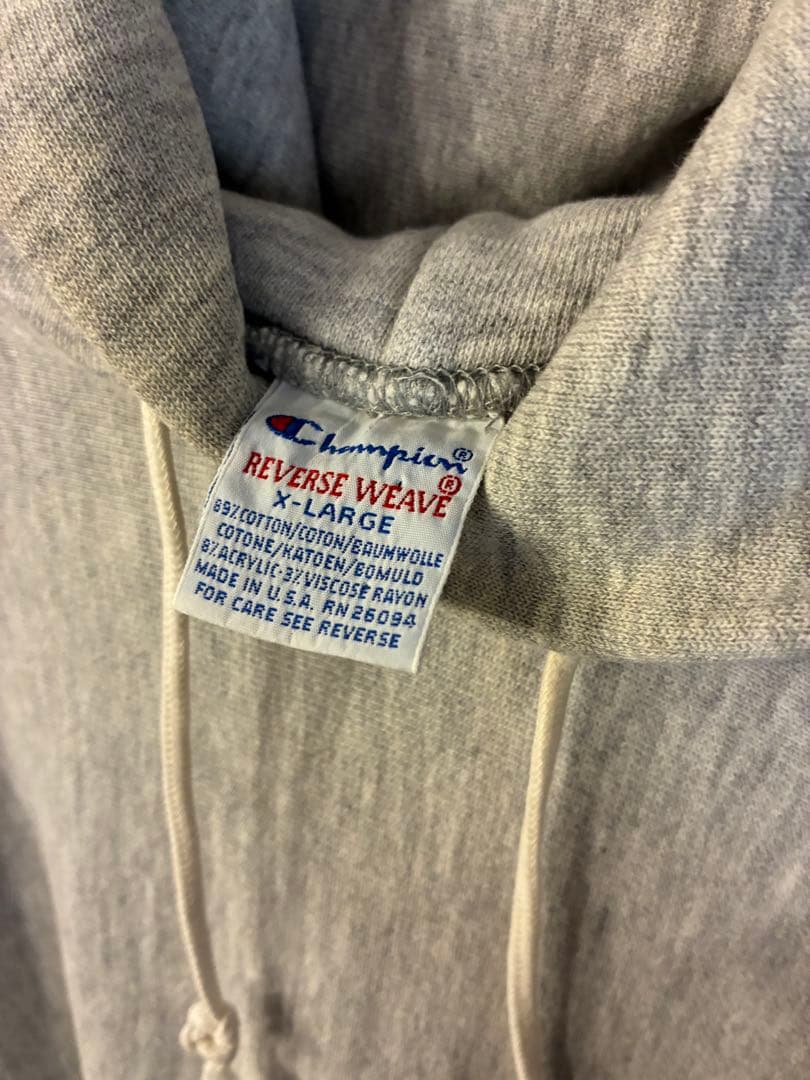 Champion®
REVERSE WEAVE®
X-LARGE
89% COTTON/COTON/BAUMWOLLE
COTONE/KATOEN/BOMULD
8% ACRYLIC·3% VISCOSE RAYON
MADE IN U.S.A. RN 26094
FOR CARE SEE REVERSE